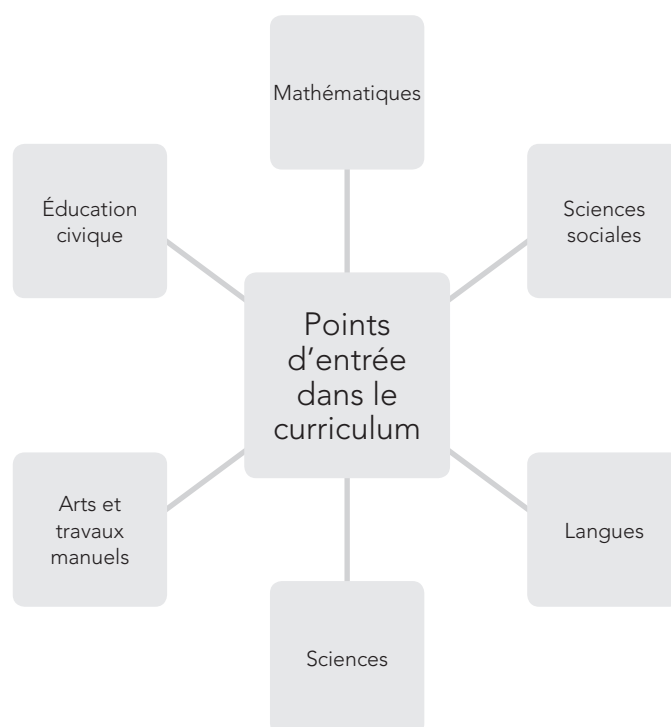 Mathématiques
Éducation
civique
Sciences
sociales
Points
d’entrée
dans le
curriculum
Arts et
travaux
manuels
Langues
Sciences